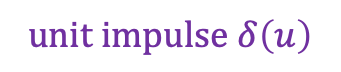 unit impulse 𝛿(𝑢)